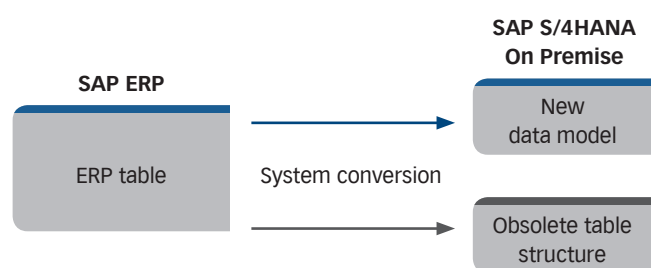 SAP ERP
ERP table
System conversion
SAP S/4HANA
On Premise
New
data model
Obsolete table
structure